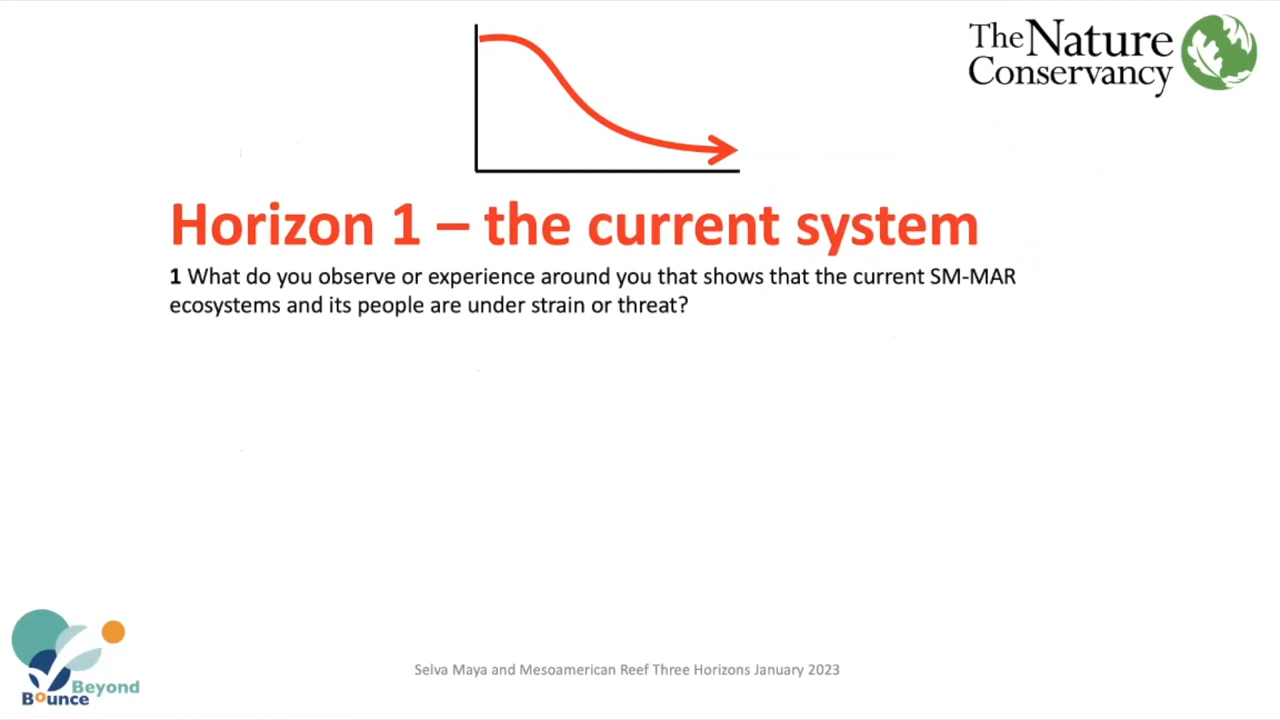 The Nature
Conservancy
Horizon 1 – the current system
1 What do you observe or experience around you that shows that the current SM-MAR
ecosystems and its people are under strain or threat?
Selva Maya and Mesoamerican Reef Three Horizons January 2023
Beyond
Bounce